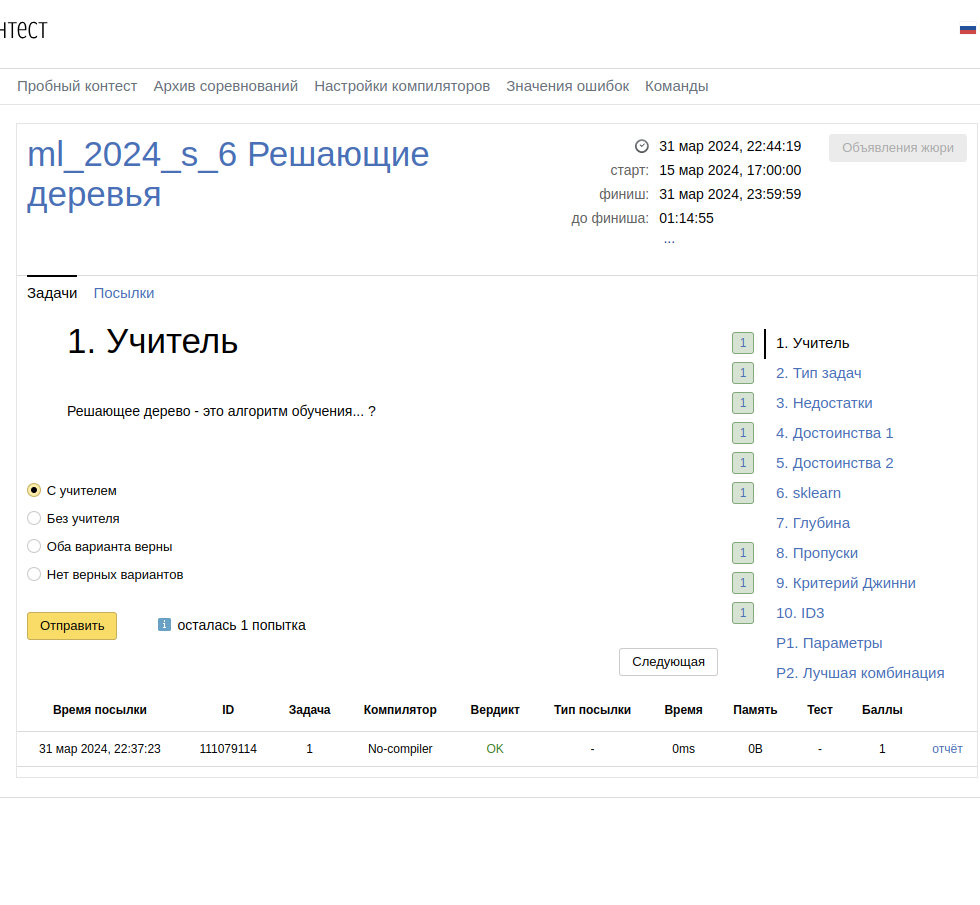 нтест
Пробный контест Архив соревнований Настройки компиляторов Значения ошибок Команды
ml_2024_s_6 Решающие
деревья
31 мар 2024, 22:44:19
старт: 15 мар 2024, 17:00:00
финиш: 31 мар 2024, 23:59:59
до финиша: 01:14:55
...
Объявления жюри
Задачи Посылки
1. Учитель
Решающее дерево - это алгоритм обучения... ?
С учителем
Без учителя
Оба варианта верны
Нет верных вариантов
Отправить
осталась 1 попытка
Следующая
1 1. Учитель
1 2. Тип задач
1 3. Недостатки
1 4. Достоинства 1
1 5. Достоинства 2
1 6. sklearn
7. Глубина
1 8. Пропуски
1 9. Критерий Джинни
1 10. ID3
P1. Параметры
P2. Лучшая комбинация
Время посылки ID Задача Компилятор Вердикт Тип посылки Время Память Тест Баллы
31 мар 2024, 22:37:23 111079114 1 No-compiler OK - 0ms 0B - 1 отчёт